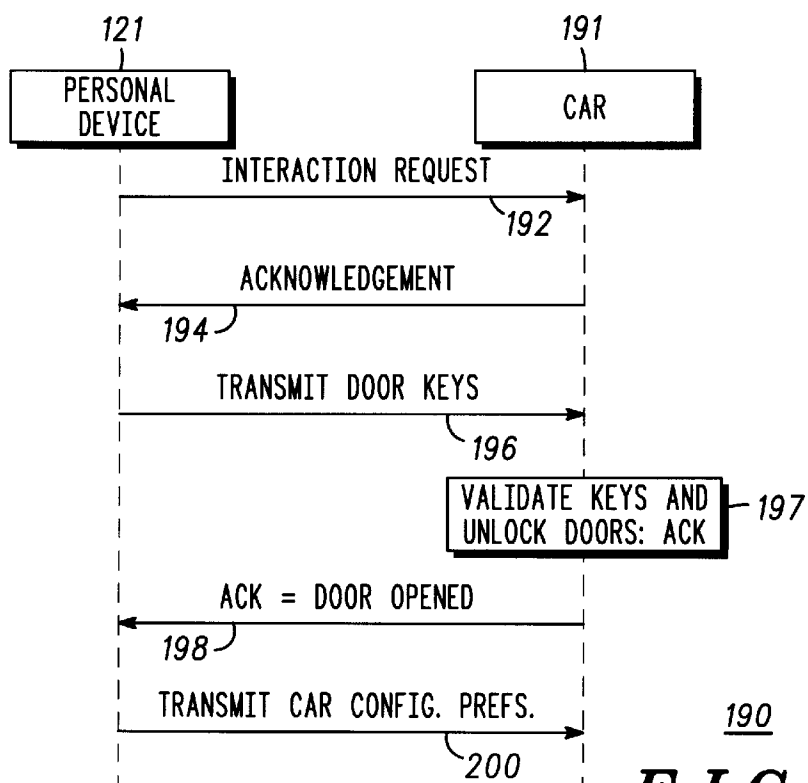 121
191
PERSONAL
DEVICE
CAR
INTERACTION REQUEST
192
ACKNOWLEDGEMENT
194
TRANSMIT DOOR KEYS
196
VALIDATE KEYS AND
UNLOCK DOORS: ACK
197
ACK = DOOR OPENED
198
TRANSMIT CAR CONFIG. PREFS.
200
190
FIG